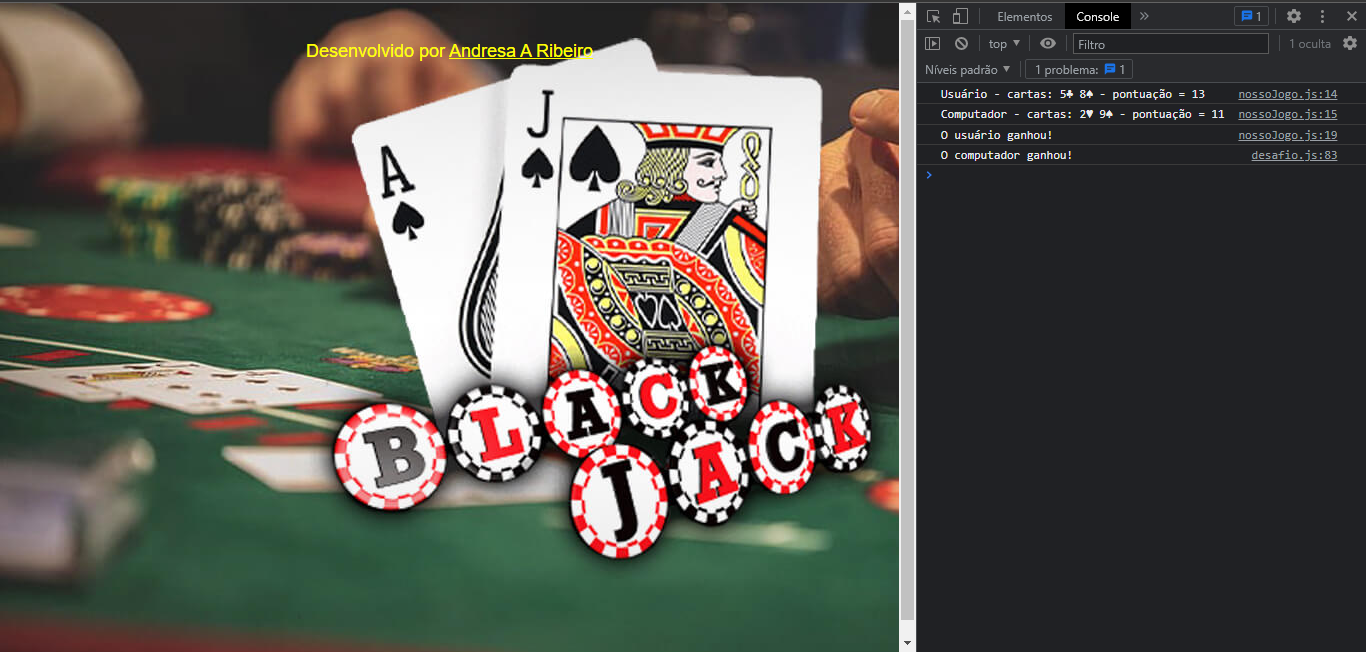 Desenvolvido por Andresa A Ribeiro
A
J
BLACK
JACK
Elementos Console » 1
top ▼ Filtro 1 oculta
Níveis padrão ▼ 1 problema: 1
Usuário - cartas: 5♣ 8♠ - pontuação = 13 nossoJogo.js:14
Computador - cartas: 2♥ 9♠ - pontuação = 11 nossoJogo.js:15
O usuário ganhou! nossoJogo.js:19
O computador ganhou! desafio.js:83
>